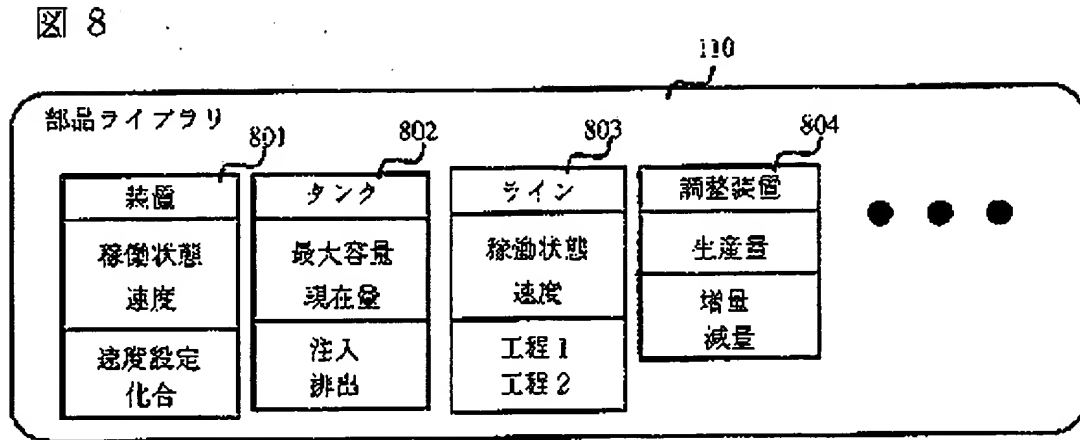 図 8
110
部品ライブラリ
801
802
803
804
装置
稼働状態
速度
速度設定
化合
タンク
最大容量
現在量
注入
排出
ライン
稼働状態
速度
工程1
工程2
調整装置
生産量
増量
減量